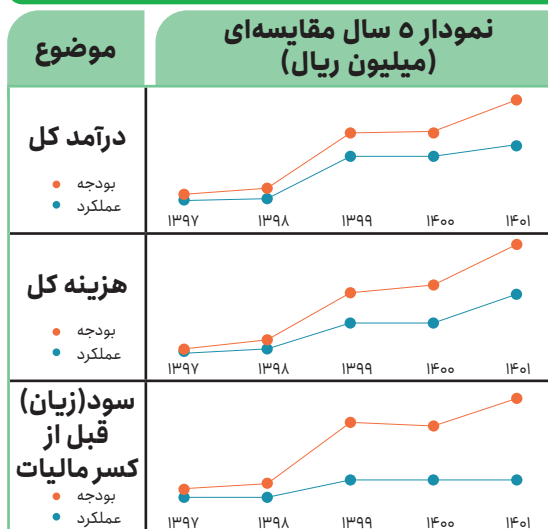 موضوع
نمودار ۵ سال مقایسه‌ای
(میلیون ریال)
درآمد کل
بودجه
عملکرد
۱۳۹۷ ۱۳۹۸ ۱۳۹۹ ۱۴۰۰ ۱۴۰۱
هزینه کل
بودجه
عملکرد
۱۳۹۷ ۱۳۹۸ ۱۳۹۹ ۱۴۰۰ ۱۴۰۱
سود(زیان)
قبل از
کسر مالیات
بودجه
عملکرد
۱۳۹۷ ۱۳۹۸ ۱۳۹۹ ۱۴۰۰ ۱۴۰۱